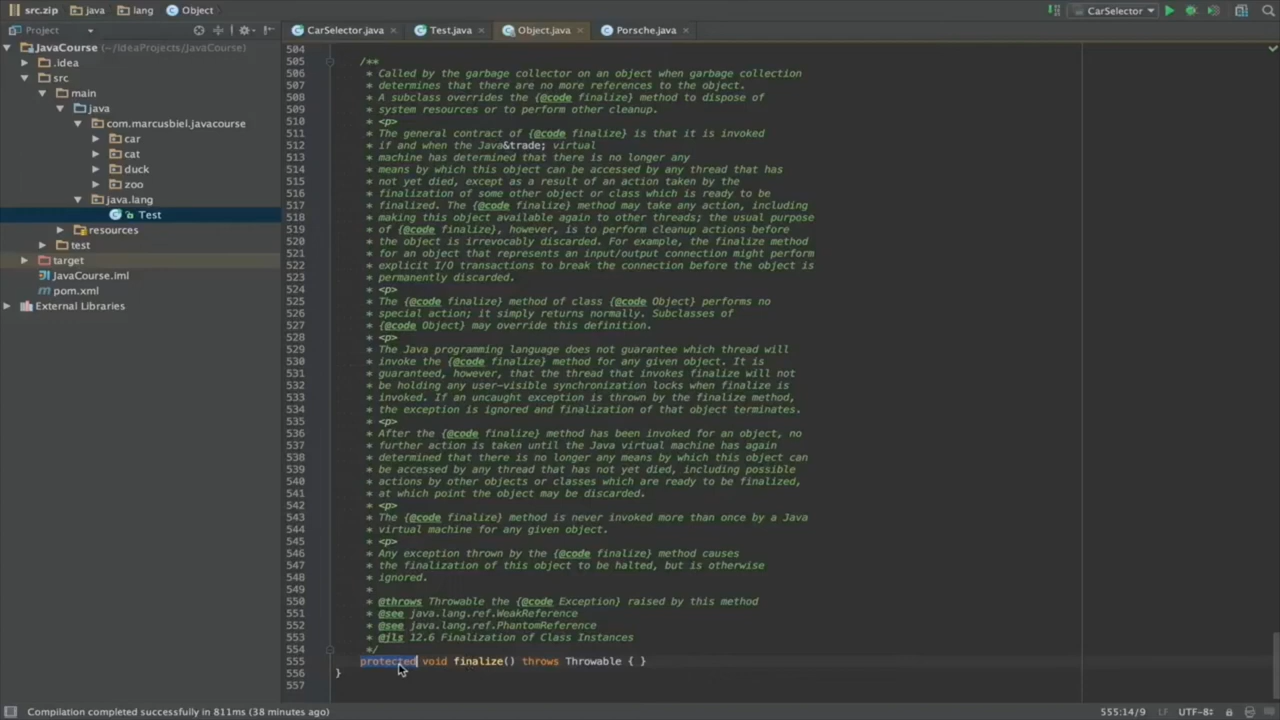 src.zip java lang Object
Project
CarSelector.java Test.java Object.java Porsche.java
CarSelector
JavaCourse (~/IdeaProjects/JavaCourse)
.idea
src
main
java
com.marcusbiel.javacourse
car
cat
duck
zoo
java.lang
Test
resources
test
target
JavaCourse.iml
pom.xml
External Libraries
504
505 /**
506 * Called by the garbage collector on an object when garbage collection
507 * determines that there are no more references to the object.
508 * A subclass overrides the {@code finalize} method to dispose of
509 * system resources or to perform other cleanup.
510 * <p>
511 * The general contract of {@code finalize} is that it is invoked
512 * if and when the Java&trade; virtual
513 * machine has determined that there is no longer any
514 * means by which this object can be accessed by any thread that has
515 * not yet died, except as a result of an action taken by the
516 * finalization of some other object or class which is ready to be
517 * finalized. The {@code finalize} method may take any action, including
518 * making this object available again to other threads; the usual purpose
519 * of {@code finalize}, however, is to perform cleanup actions before
520 * the object is irrevocably discarded. For example, the finalize method
521 * for an object that represents an input/output connection might perform
522 * explicit I/O transactions to break the connection before the object is
523 * permanently discarded.
524 * <p>
525 * The {@code finalize} method of class {@code Object} performs no
526 * special action; it simply returns normally. Subclasses of
527 * {@code Object} may override this definition.
528 * <p>
529 * The Java programming language does not guarantee which thread will
530 * invoke the {@code finalize} method for any given object. It is
531 * guaranteed, however, that the thread that invokes finalize will not
532 * be holding any user-visible synchronization locks when finalize is
533 * invoked. If an uncaught exception is thrown by the finalize method,
534 * the exception is ignored and finalization of that object terminates.
535 * <p>
536 * After the {@code finalize} method has been invoked for an object, no
537 * further action is taken until the Java virtual machine has again
538 * determined that there is no longer any means by which this object can
539 * be accessed by any thread that has not yet died, including possible
540 * actions by other objects or classes which are ready to be finalized,
541 * at which point the object may be discarded.
542 * <p>
543 * The {@code finalize} method is never invoked more than once by a Java
544 * virtual machine for any given object.
545 * <p>
546 * Any exception thrown by the {@code finalize} method causes
547 * the finalization of this object to be halted, but is otherwise
548 * ignored.
549 *
550 * @throws Throwable the {@code Exception} raised by this method
551 * @see java.lang.ref.WeakReference
552 * @see java.lang.ref.PhantomReference
553 * @jls 12.6 Finalization of Class Instances
554 */
555 protected void finalize() throws Throwable { }
556 }
557
Compilation completed successfully in 811ms (38 minutes ago) 555:14/9 LF UTF-8